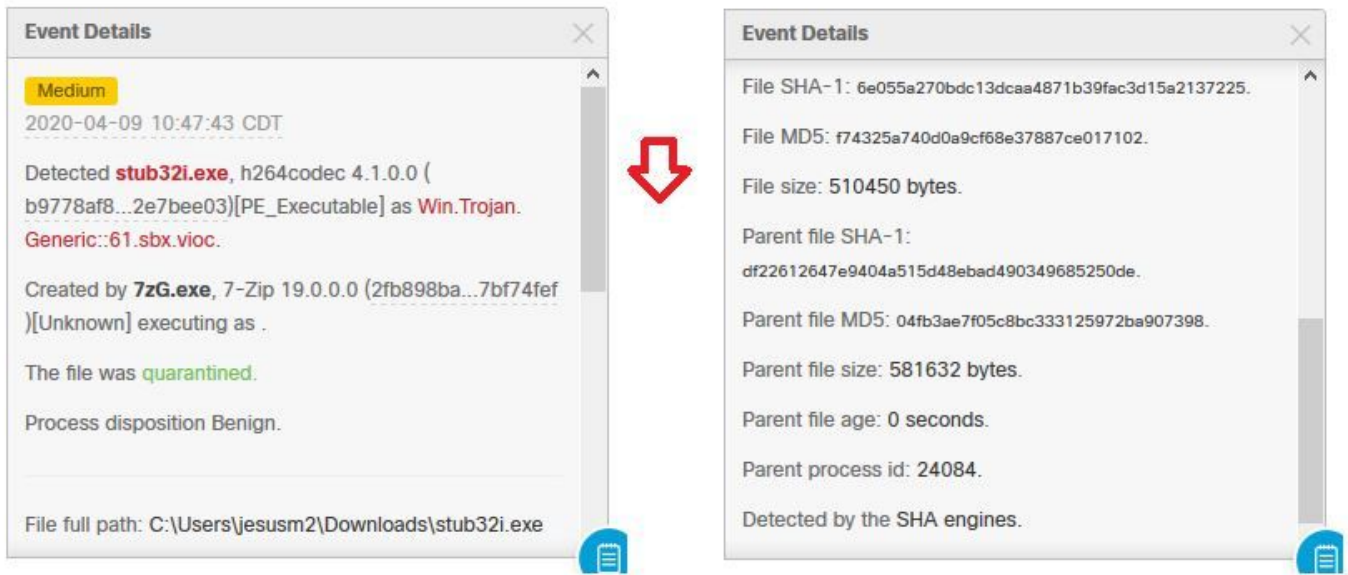 Event Details
Medium
2020-04-09 10:47:43 CDT
Detected stub32i.exe, h264codec 4.1.0.0 (
b9778af8...2e7bee03)[PE_Executable] as Win.Trojan.
Generic::61.sbx.vioc.
Created by 7zG.exe, 7-Zip 19.0.0.0 (2fb898ba...7bf74fef
)[Unknown] executing as .
The file was quarantined.
Process disposition Benign.
File full path: C:\Users\jesusm2\Downloads\stub32i.exe
Event Details
File SHA-1: 6e055a270bdc13dcaa4871b39fac3d15a2137225.
File MD5: f74325a740d0a9cf68e37887ce017102.
File size: 510450 bytes.
Parent file SHA-1:
df22612647e9404a515d48ebad490349685250de.
Parent file MD5: 04fb3ae7f05c8bc333125972ba907398.
Parent file size: 581632 bytes.
Parent file age: 0 seconds.
Parent process id: 24084.
Detected by the SHA engines.